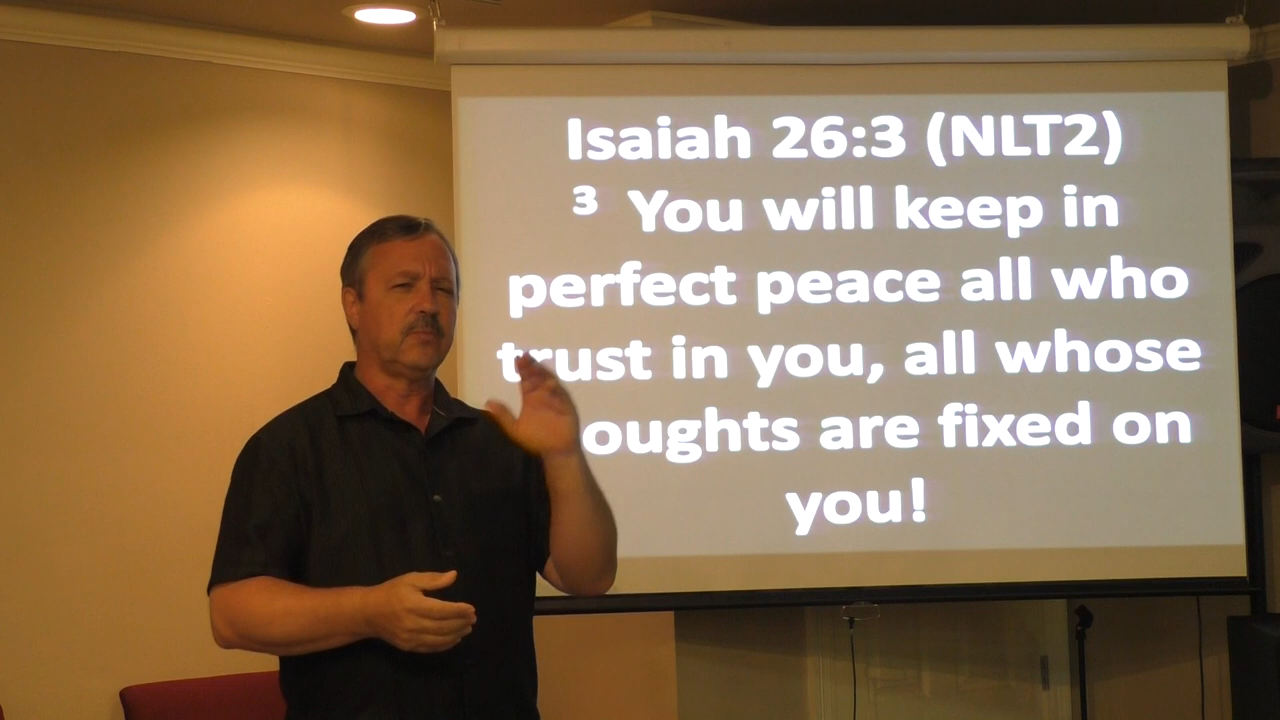 Isaiah 26:3 (NLT2)
3 You will keep in
perfect peace all who
trust in you, all whose
oughts are fixed on
you!